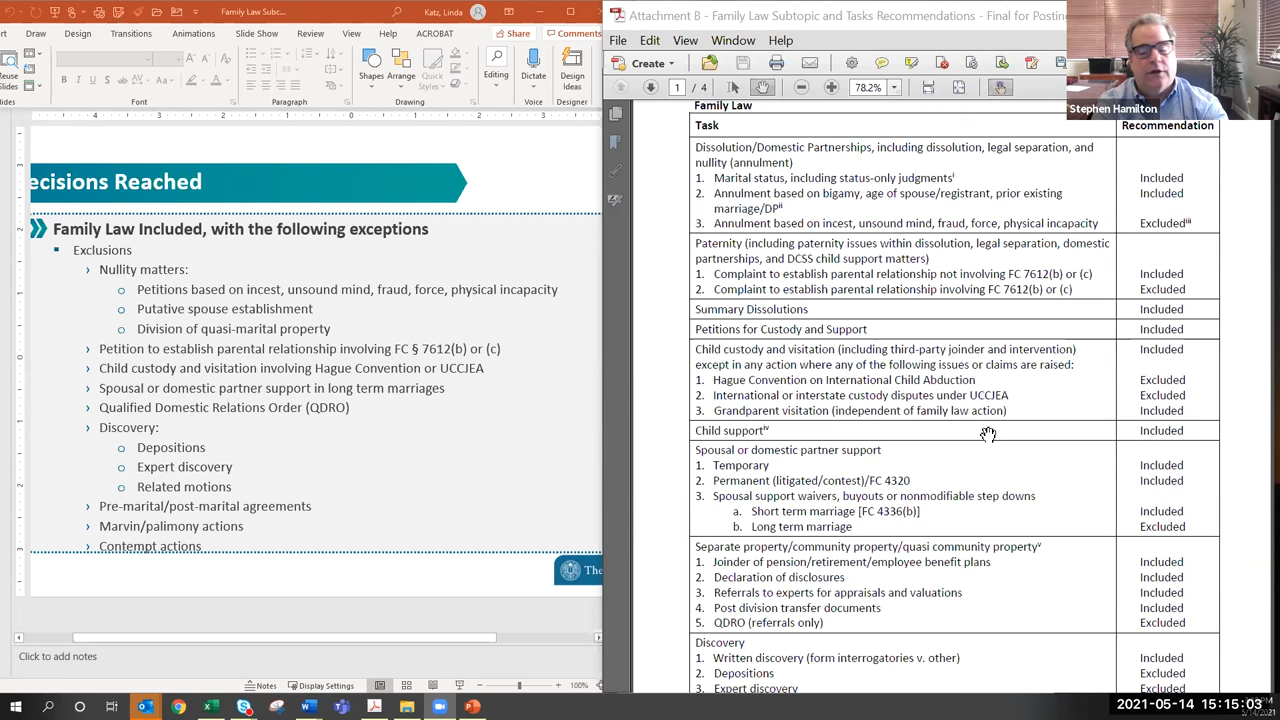 Family Law Subc...
Katz, Linda
rt
Draw
Design
Transitions
Animations
Slide Show
Review
View
ACROBAT
Share
Comments
Reuse
Slides
Shapes
Arrange
Quick
Styles
Editing
Dictate
Design
Ideas
Font
Paragraph
Drawing
Voice
Designer
ecisions Reached
Family Law Included, with the following exceptions
Exclusions
Nullity matters:
Petitions based on incest, unsound mind, fraud, force, physical incapacity
Putative spouse establishment
Division of quasi-marital property
Petition to establish parental relationship involving FC § 7612(b) or (c)
Child custody and visitation involving Hague Convention or UCCJEA
Spousal or domestic partner support in long term marriages
Qualified Domestic Relations Order (QDRO)
Discovery:
Depositions
Expert discovery
Related motions
Pre-marital/post-marital agreements
Marvin/palimony actions
Contempt actions
The
Click to add notes
Notes
Display Settings
100%
Attachment B - Family Law Subtopic and Tasks Recommendations - Final for Posting
File Edit View Window Help
Create
1 / 4
78.2%
Stephen Hamilton
Family Law
Task Recommendation
Dissolution/Domestic Partnerships, including dissolution, legal separation, and
nullity (annulment)
1. Marital status, including status-only judgmentsⁱ Included
2. Annulment based on bigamy, age of spouse/registrant, prior existing Included
marriage/DPⁱⁱ
3. Annulment based on incest, unsound mind, fraud, force, physical incapacity Excludedⁱⁱⁱ
Paternity (including paternity issues within dissolution, legal separation, domestic
partnerships, and DCSS child support matters)
1. Complaint to establish parental relationship not involving FC 7612(b) or (c) Included
2. Complaint to establish parental relationship involving FC 7612(b) or (c) Excluded
Summary Dissolutions Included
Petitions for Custody and Support Included
Child custody and visitation (including third-party joinder and intervention) Included
except in any action where any of the following issues or claims are raised:
1. Hague Convention on International Child Abduction Excluded
2. International or interstate custody disputes under UCCJEA Excluded
3. Grandparent visitation (independent of family law action) Included
Child supportⁱᵛ Included
Spousal or domestic partner support
1. Temporary Included
2. Permanent (litigated/contest)/FC 4320 Included
3. Spousal support waivers, buyouts or nonmodifiable step downs
a. Short term marriage [FC 4336(b)] Included
b. Long term marriage Excluded
Separate property/community property/quasi community propertyᵛ
1. Joinder of pension/retirement/employee benefit plans Included
2. Declaration of disclosures Included
3. Referrals to experts for appraisals and valuations Included
4. Post division transfer documents Included
5. QDRO (referrals only) Excluded
Discovery
1. Written discovery (form interrogatories v. other) Included
2. Depositions Excluded
3. Expert discovery Excluded
2021-05-14 15:15:03